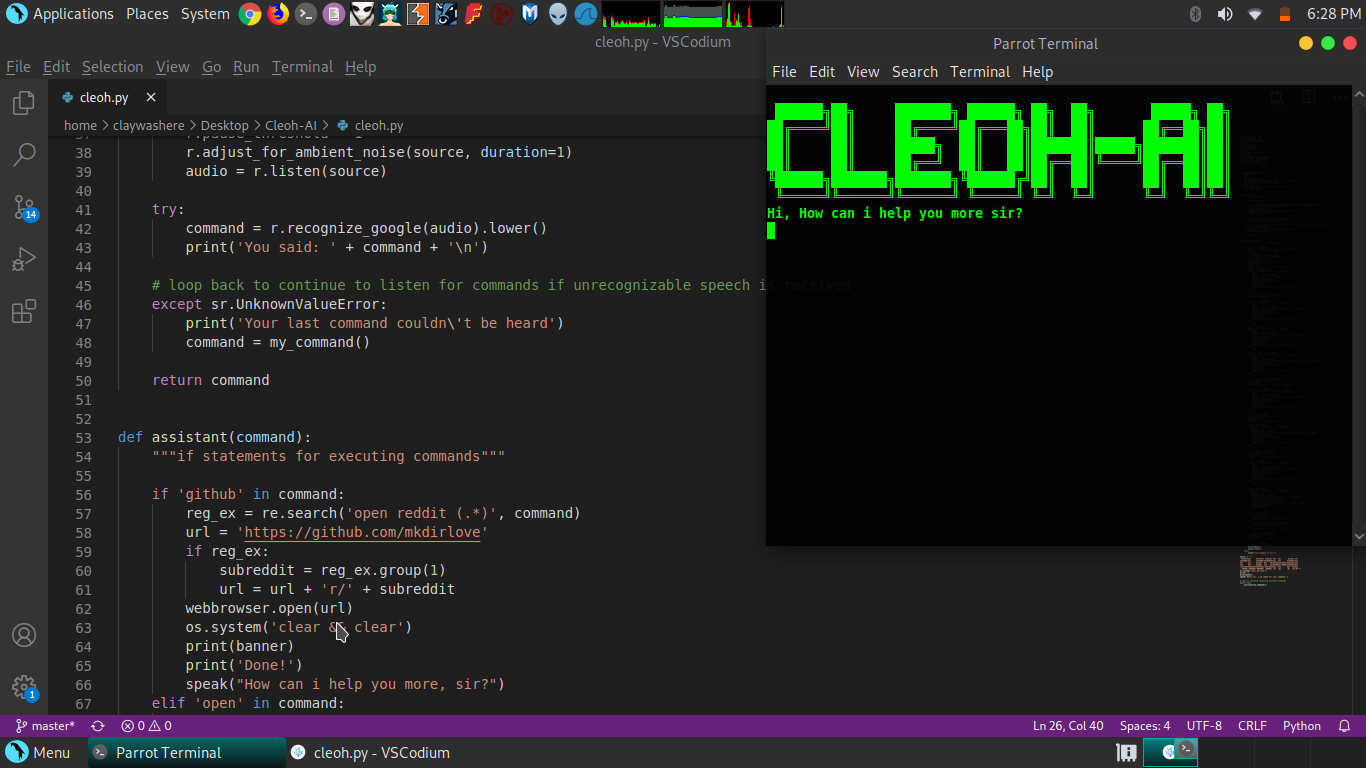 Applications Places System 6:28 PM
cleoh.py - VSCodium
File Edit Selection View Go Run Terminal Help
cleoh.py
home > claywashere > Desktop > Cleoh-AI > cleoh.py
38 r.adjust_for_ambient_noise(source, duration=1)
39 audio = r.listen(source)
40
41 try:
42 command = r.recognize_google(audio).lower()
43 print('You said: ' + command + '\n')
44
45 # loop back to continue to listen for commands if unrecognizable speech is received
46 except sr.UnknownValueError:
47 print('Your last command couldn\'t be heard')
48 command = my_command()
49
50 return command
51
52
53 def assistant(command):
54 """if statements for executing commands"""
55
56 if 'github' in command:
57 reg_ex = re.search('open reddit (.*)', command)
58 url = 'https://github.com/mkdirlove'
59 if reg_ex:
60 subreddit = reg_ex.group(1)
61 url = url + 'r/' + subreddit
62 webbrowser.open(url)
63 os.system('clear && clear')
64 print(banner)
65 print('Done!')
66 speak("How can i help you more, sir?")
67 elif 'open' in command:
14
1
Parrot Terminal
File Edit View Search Terminal Help
CLEOH-AI
Hi, How can i help you more sir?
master* 0 0 Ln 26, Col 40 Spaces: 4 UTF-8 CRLF Python
Menu Parrot Terminal cleoh.py - VSCodium